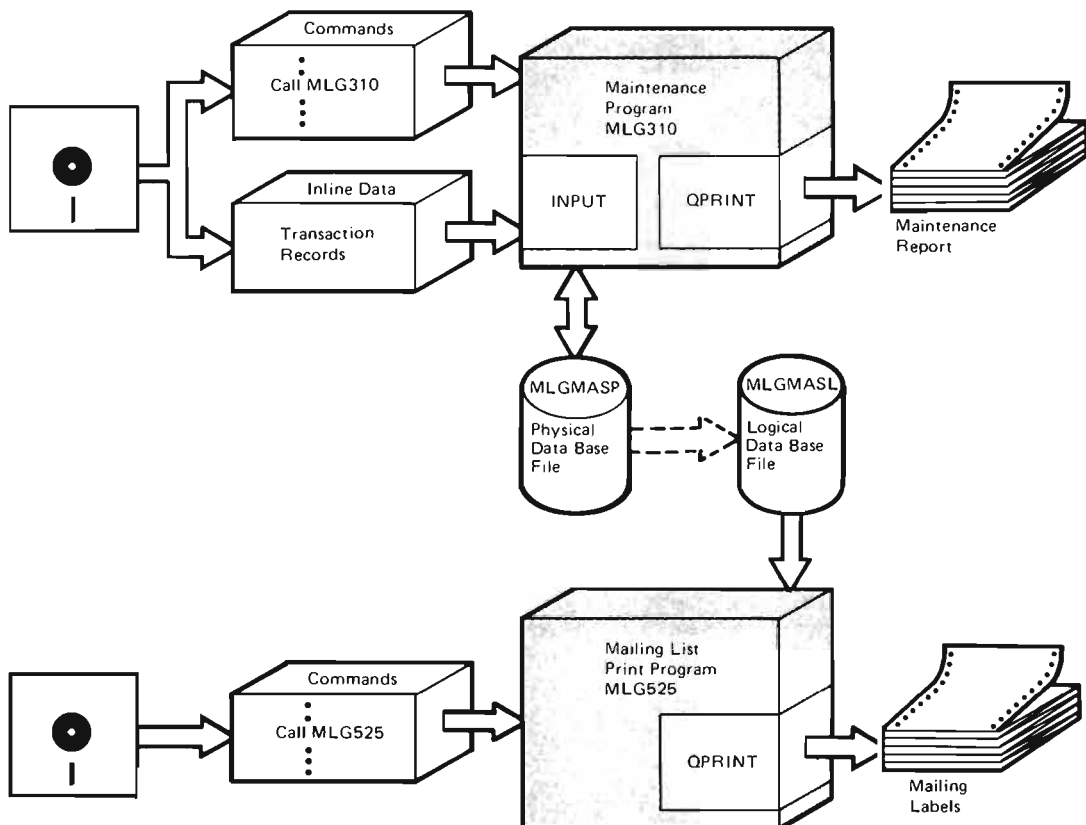 Commands
Call MLG310
Inline Data
Transaction
Records
Maintenance
Program
MLG310
INPUT
QPRINT
Maintenance
Report
MLGMASP
Physical
Data Base
File
MLGMASL
Logical
Data Base
File
Commands
Call MLG525
Mailing List
Print Program
MLG525
QPRINT
Mailing
Labels